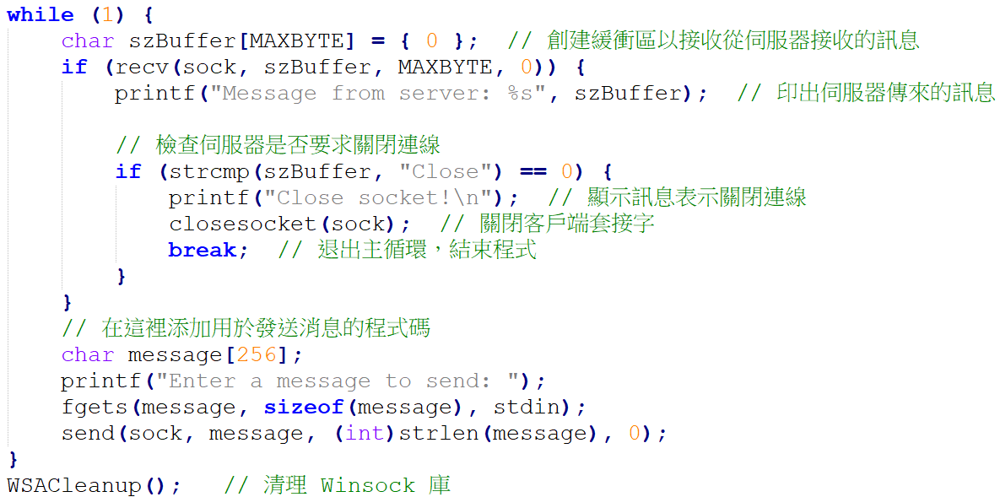 while (1) {
    char szBuffer[MAXBYTE] = { 0 };  // 創建緩衝區以接收從伺服器接收的訊息
    if (recv(sock, szBuffer, MAXBYTE, 0)) {
        printf("Message from server: %s", szBuffer);  // 印出伺服器傳來的訊息

        // 檢查伺服器是否要求關閉連線
        if (strcmp(szBuffer, "Close") == 0) {
            printf("Close socket!\n");  // 顯示訊息表示關閉連線
            closesocket(sock);  // 關閉客戶端套接字
            break;  // 退出主循環，結束程式
        }
    }
    // 在這裡添加用於發送消息的程式碼
    char message[256];
    printf("Enter a message to send: ");
    fgets(message, sizeof(message), stdin);
    send(sock, message, (int)strlen(message), 0);
}
WSACleanup();   // 清理 Winsock 庫